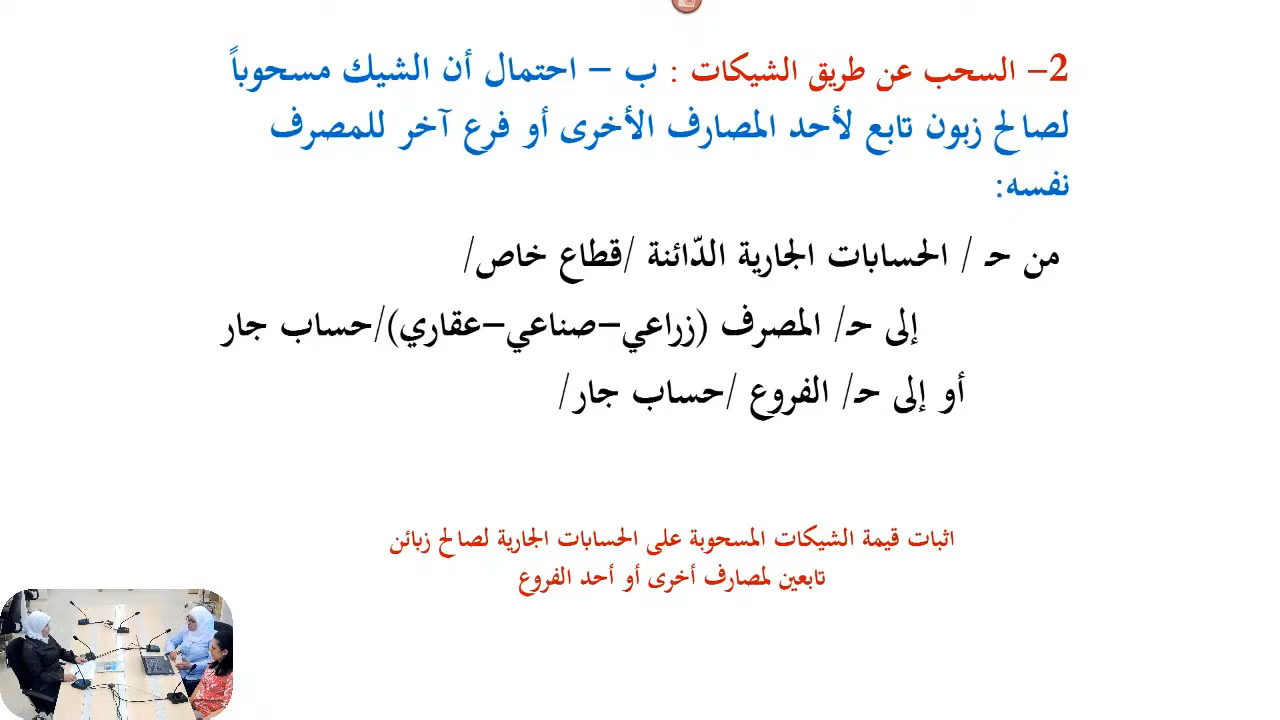 2- السحب عن طريق الشيكات : ب - احتمال أن الشيك مسحوباً
لصالح زبون تابع لأحد المصارف الأخرى أو فرع آخر للمصرف
نفسه:
من حـ / الحسابات الجارية الدّائنة /قطاع خاص/
إلى حـ/ المصرف (زراعي-صناعي-عقاري)/حساب جار
أو إلى حـ/ الفروع /حساب جار/
اثبات قيمة الشيكات المسحوبة على الحسابات الجارية لصالح زبائن
تابعين لمصارف أخرى أو أحد الفروع